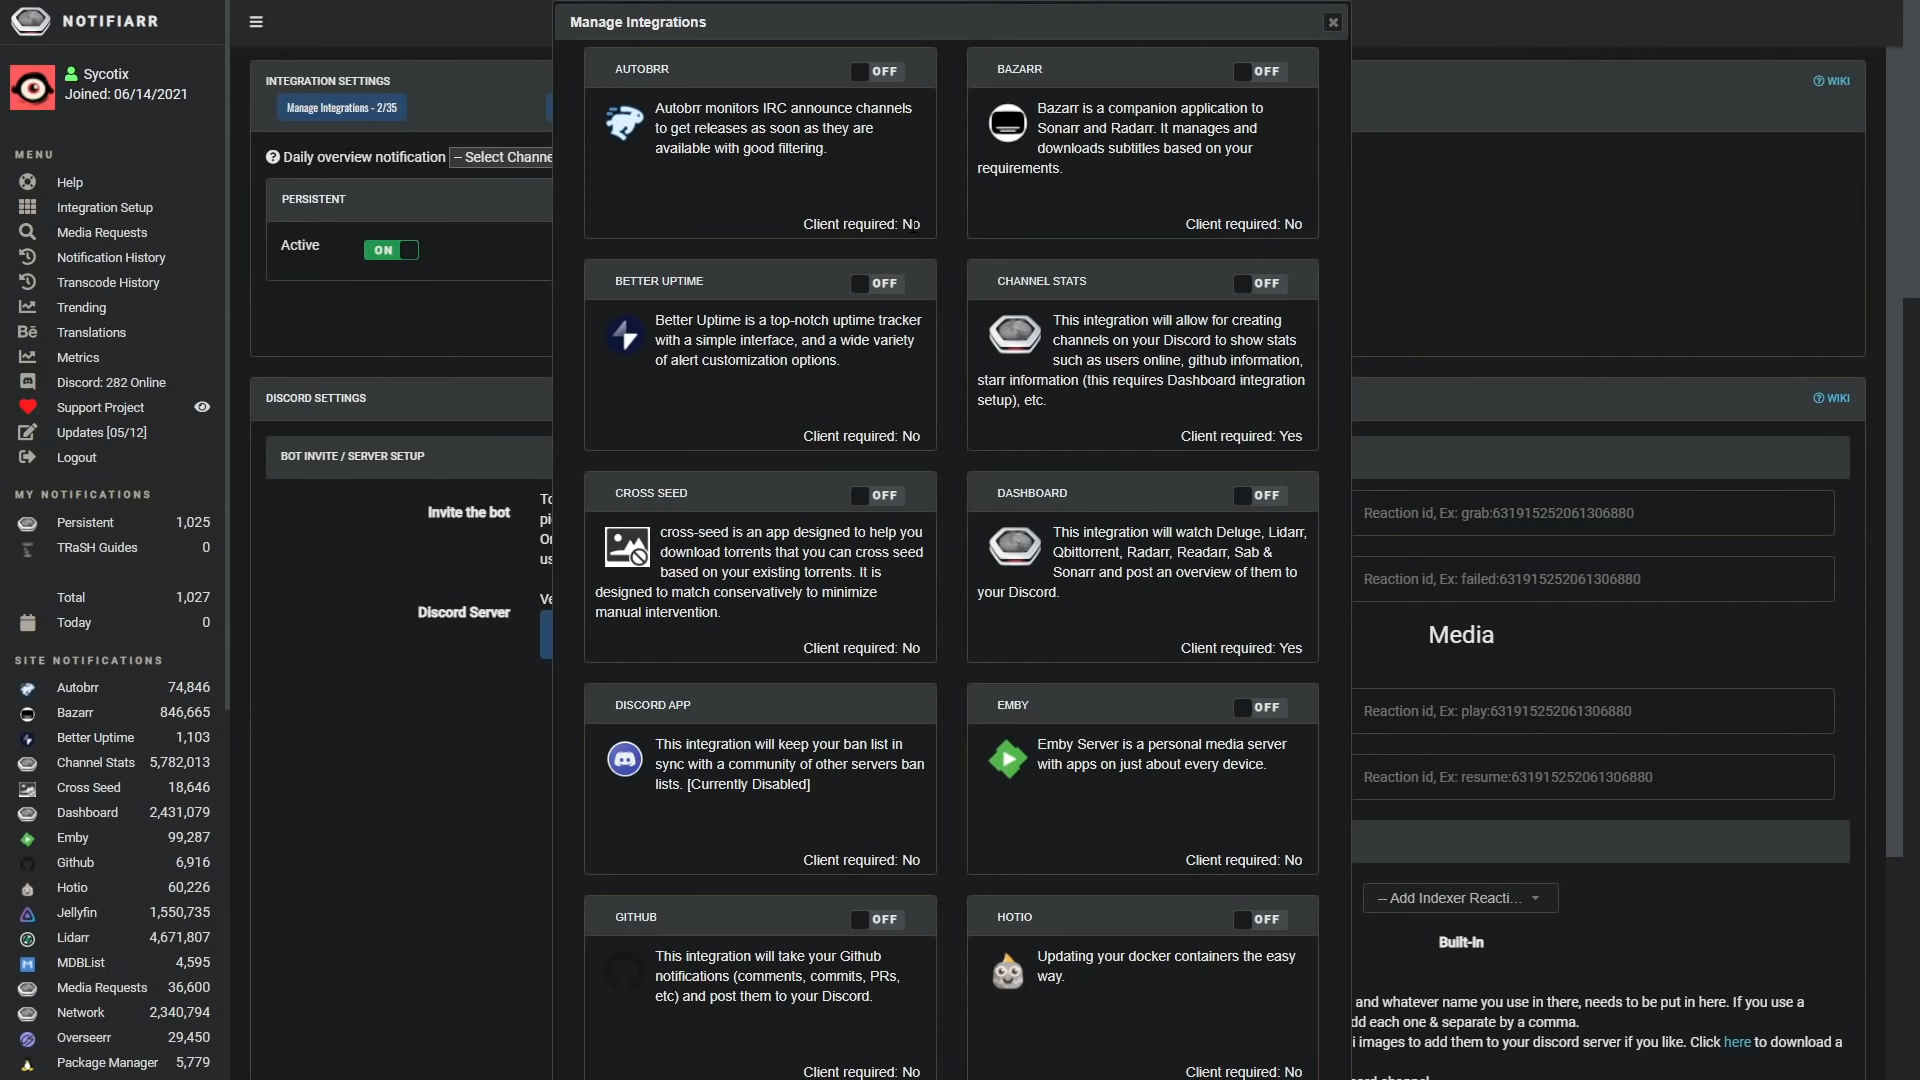 NOTIFIARR
Sycotix
Joined: 06/14/2021
MENU
Help
Integration Setup
Media Requests
Notification History
Transcode History
Trending
Bē Translations
Metrics
Discord: 282 Online
Support Project
Updates [05/12]
Logout
MY NOTIFICATIONS
Persistent 1,025
TRaSH Guides 0
Total 1,027
Today 0
SITE NOTIFICATIONS
Autobrr 74,846
Bazarr 846,665
Better Uptime 1,103
Channel Stats 5,782,013
Cross Seed 18,646
Dashboard 2,431,079
Emby 99,287
Github 6,916
Hotio 60,226
Jellyfin 1,550,735
Lidarr 4,671,807
MDBList 4,595
Media Requests 36,600
Network 2,340,794
Overseerr 29,450
Package Manager 5,779
INTEGRATION SETTINGS
Manage Integrations - 2/35
WIKI
Daily overview notification -- Select Channe
PERSISTENT
Active ON
DISCORD SETTINGS
WIKI
BOT INVITE / SERVER SETUP
Invite the bot
Discord Server
Manage Integrations
AUTOBRR OFF
Autobrr monitors IRC announce channels
to get releases as soon as they are
available with good filtering.
Client required: No
BAZARR OFF
Bazarr is a companion application to
Sonarr and Radarr. It manages and
downloads subtitles based on your
requirements.
Client required: No
BETTER UPTIME OFF
Better Uptime is a top-notch uptime tracker
with a simple interface, and a wide variety
of alert customization options.
Client required: No
CHANNEL STATS OFF
This integration will allow for creating
channels on your Discord to show stats
such as users online, github information,
starr information (this requires Dashboard integration
setup), etc.
Client required: Yes
CROSS SEED OFF
cross-seed is an app designed to help you
download torrents that you can cross seed
based on your existing torrents. It is
designed to match conservatively to minimize
manual intervention.
Client required: No
DASHBOARD OFF
This integration will watch Deluge, Lidarr,
Qbittorrent, Radarr, Readarr, Sab &
Sonarr and post an overview of them to
your Discord.
Client required: Yes
DISCORD APP
This integration will keep your ban list in
sync with a community of other servers ban
lists. [Currently Disabled]
Client required: No
EMBY OFF
Emby Server is a personal media server
with apps on just about every device.
Client required: No
GITHUB OFF
This integration will take your Github
notifications (comments, commits, PRs,
etc) and post them to your Discord.
Client required: No
HOTIO OFF
Updating your docker containers the easy
way.
Client required: No
Reaction id, Ex: grab:631915252061306880
Reaction id, Ex: failed:631915252061306880
Media
Reaction id, Ex: play:631915252061306880
Reaction id, Ex: resume:631915252061306880
-- Add Indexer Reacti...
Built-In
and whatever name you use in there, needs to be put in here. If you use a
dd each one & separate by a comma.
i images to add them to your discord server if you like. Click here to download a